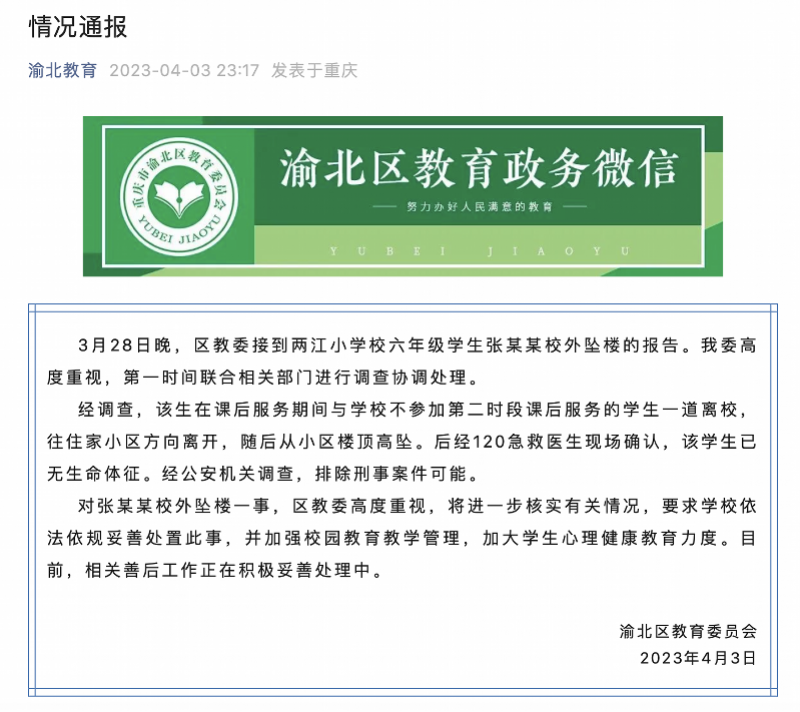 情况通报
渝北教育 2023-04-03 23:17 发表于重庆
重庆市渝北区教育委员会
YUBEI JIAOYU
渝北区教育政务微信
努力办好人民满意的教育
YUBEI JIAOYU
3月28日晚，区教委接到两江小学校六年级学生张某某校外坠楼的报告。我委高
度重视，第一时间联合相关部门进行调查协调处理。
经调查，该生在课后服务期间与学校不参加第二时段课后服务的学生一道离校，
往住家小区方向离开，随后从小区楼顶高坠。后经120急救医生现场确认，该学生已
无生命体征。经公安机关调查，排除刑事案件可能。
对张某某校外坠楼一事，区教委高度重视，将进一步核实有关情况，要求学校依
法依规妥善处置此事，并加强校园教育教学管理，加大学生心理健康教育力度。目
前，相关善后工作正在积极妥善处理中。
渝北区教育委员会
2023年4月3日